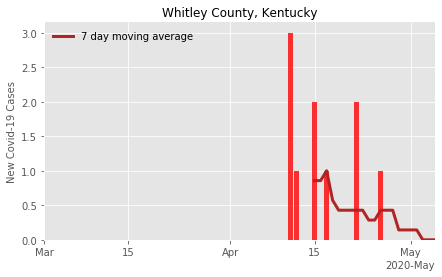 Whitley County, Kentucky
7 day moving average
New Covid-19 Cases
3.0
2.5
2.0
1.5
1.0
0.5
0.0
Mar 15 Apr 15 May
2020-May